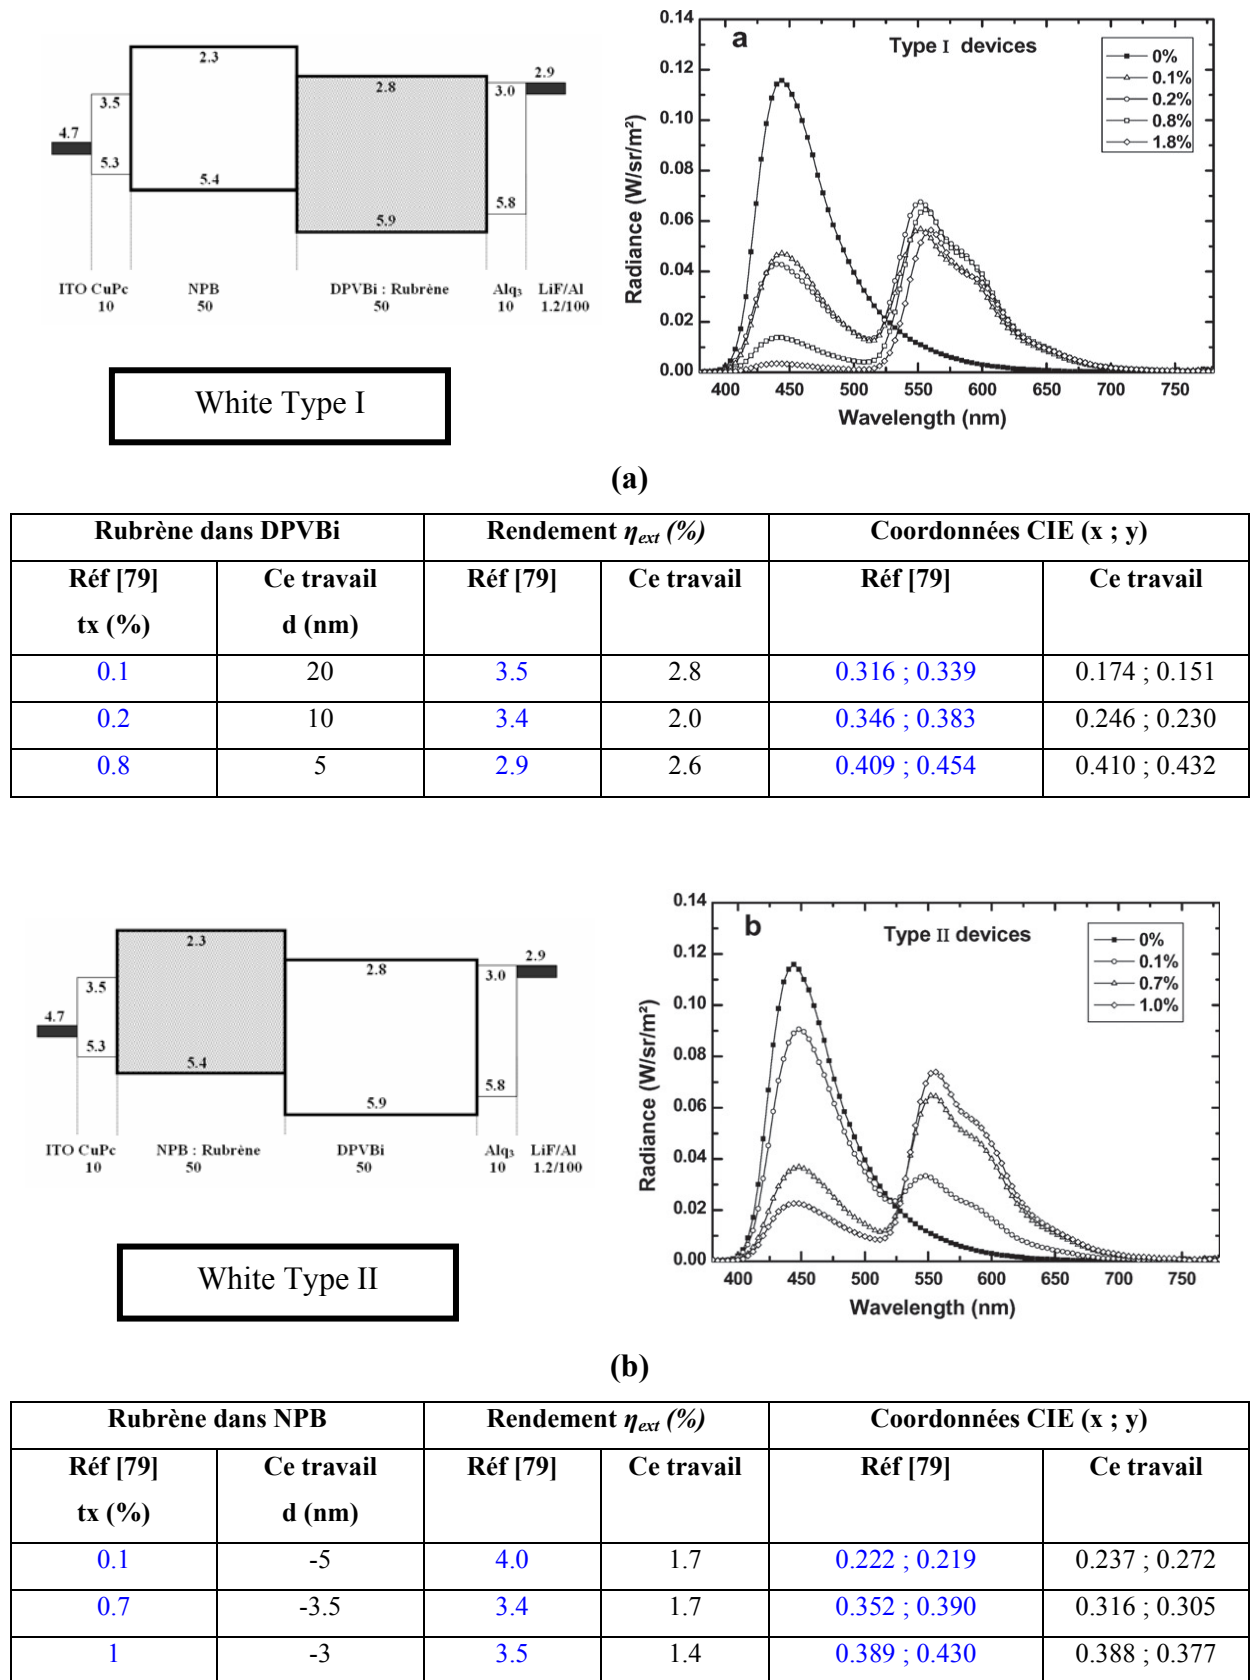 2.3
2.8
2.9
3.0
3.5
4.7
5.3
5.4
5.8
5.9
ITO CuPc NPB DPVBi : Rubrène Alq3 LiF/Al
10 50 50 10 1.2/100
White Type I
a Type I devices
0%
0.1%
0.2%
0.8%
1.8%
0.14
0.12
0.10
0.08
0.06
0.04
0.02
0.00
Radiance (W/sr/m²)
400 450 500 550 600 650 700 750
Wavelength (nm)
(a)
Rubrène dans DPVBi Rendement ηext (%) Coordonnées CIE (x ; y)
Réf [79] Ce travail Réf [79] Ce travail Réf [79] Ce travail
tx (%) d (nm)
0.1 20 3.5 2.8 0.316 ; 0.339 0.174 ; 0.151
0.2 10 3.4 2.0 0.346 ; 0.383 0.246 ; 0.230
0.8 5 2.9 2.6 0.409 ; 0.454 0.410 ; 0.432
2.3
2.8
2.9
3.0
3.5
4.7
5.3
5.4
5.8
5.9
ITO CuPc NPB : Rubrène DPVBi Alq3 LiF/Al
10 50 50 10 1.2/100
White Type II
b Type II devices
0%
0.1%
0.7%
1.0%
0.14
0.12
0.10
0.08
0.06
0.04
0.02
0.00
Radiance (W/sr/m²)
400 450 500 550 600 650 700 750
Wavelength (nm)
(b)
Rubrène dans NPB Rendement ηext (%) Coordonnées CIE (x ; y)
Réf [79] Ce travail Réf [79] Ce travail Réf [79] Ce travail
tx (%) d (nm)
0.1 -5 4.0 1.7 0.222 ; 0.219 0.237 ; 0.272
0.7 -3.5 3.4 1.7 0.352 ; 0.390 0.316 ; 0.305
1 -3 3.5 1.4 0.389 ; 0.430 0.388 ; 0.377